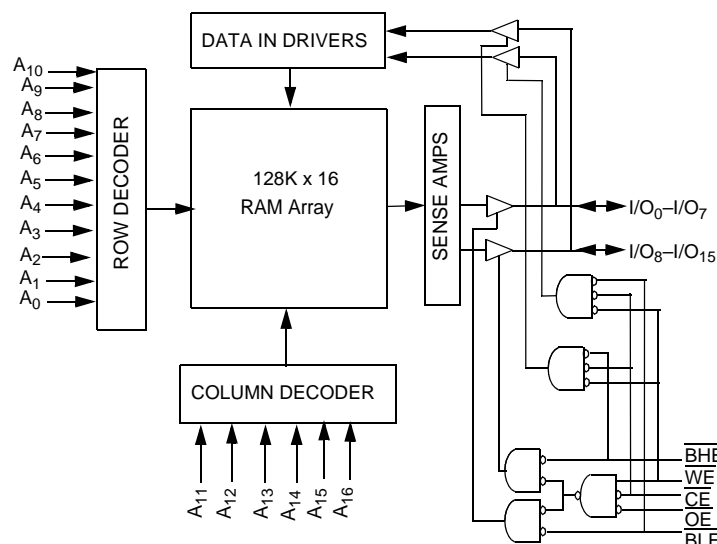 DATA IN DRIVERS
A10
A9
A8
A7
A6
A5
A4
A3
A2
A1
A0
ROW DECODER
128K x 16
RAM Array
SENSE AMPS
I/O0–I/O7
I/O8–I/O15
COLUMN DECODER
A11
A12
A13
A14
A15
A16
BHE
WE
CE
OE
BLE